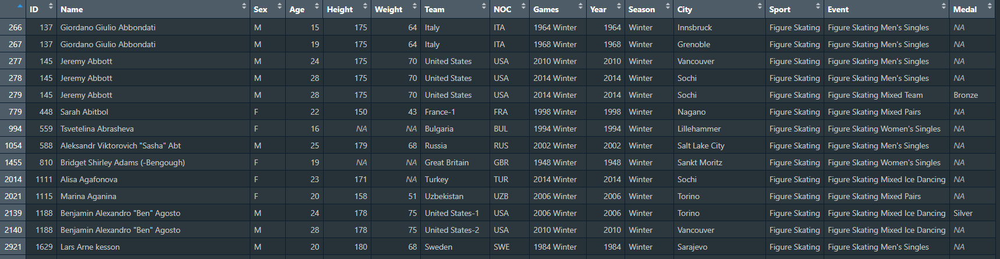 ID Name Sex Age Height Weight Team NOC Games Year Season City Sport Event Medal
266 137 Giordano Giulio Abbondati M 15 175 64 Italy ITA 1964 Winter 1964 Winter Innsbruck Figure Skating Figure Skating Men's Singles NA
267 137 Giordano Giulio Abbondati M 19 175 64 Italy ITA 1968 Winter 1968 Winter Grenoble Figure Skating Figure Skating Men's Singles NA
277 145 Jeremy Abbott M 24 175 70 United States USA 2010 Winter 2010 Winter Vancouver Figure Skating Figure Skating Men's Singles NA
278 145 Jeremy Abbott M 28 175 70 United States USA 2014 Winter 2014 Winter Sochi Figure Skating Figure Skating Men's Singles NA
279 145 Jeremy Abbott M 28 175 70 United States USA 2014 Winter 2014 Winter Sochi Figure Skating Figure Skating Mixed Team Bronze
779 448 Sarah Abitbol F 22 150 43 France-1 FRA 1998 Winter 1998 Winter Nagano Figure Skating Figure Skating Mixed Pairs NA
994 559 Tsvetelina Abrasheva F 16 NA NA Bulgaria BUL 1994 Winter 1994 Winter Lillehammer Figure Skating Figure Skating Women's Singles NA
1054 588 Aleksandr Viktorovich "Sasha" Abt M 25 179 68 Russia RUS 2002 Winter 2002 Winter Salt Lake City Figure Skating Figure Skating Men's Singles NA
1455 810 Bridget Shirley Adams (-Bengough) F 19 NA NA Great Britain GBR 1948 Winter 1948 Winter Sankt Moritz Figure Skating Figure Skating Women's Singles NA
2014 1111 Alisa Agafonova F 23 171 NA Turkey TUR 2014 Winter 2014 Winter Sochi Figure Skating Figure Skating Mixed Ice Dancing NA
2021 1115 Marina Aganina F 20 158 51 Uzbekistan UZB 2006 Winter 2006 Winter Torino Figure Skating Figure Skating Mixed Pairs NA
2139 1188 Benjamin Alexandro "Ben" Agosto M 24 178 75 United States-1 USA 2006 Winter 2006 Winter Torino Figure Skating Figure Skating Mixed Ice Dancing Silver
2140 1188 Benjamin Alexandro "Ben" Agosto M 28 178 75 United States-2 USA 2010 Winter 2010 Winter Vancouver Figure Skating Figure Skating Mixed Ice Dancing NA
2921 1629 Lars Arne kesson M 20 180 68 Sweden SWE 1984 Winter 1984 Winter Sarajevo Figure Skating Figure Skating Men's Singles NA